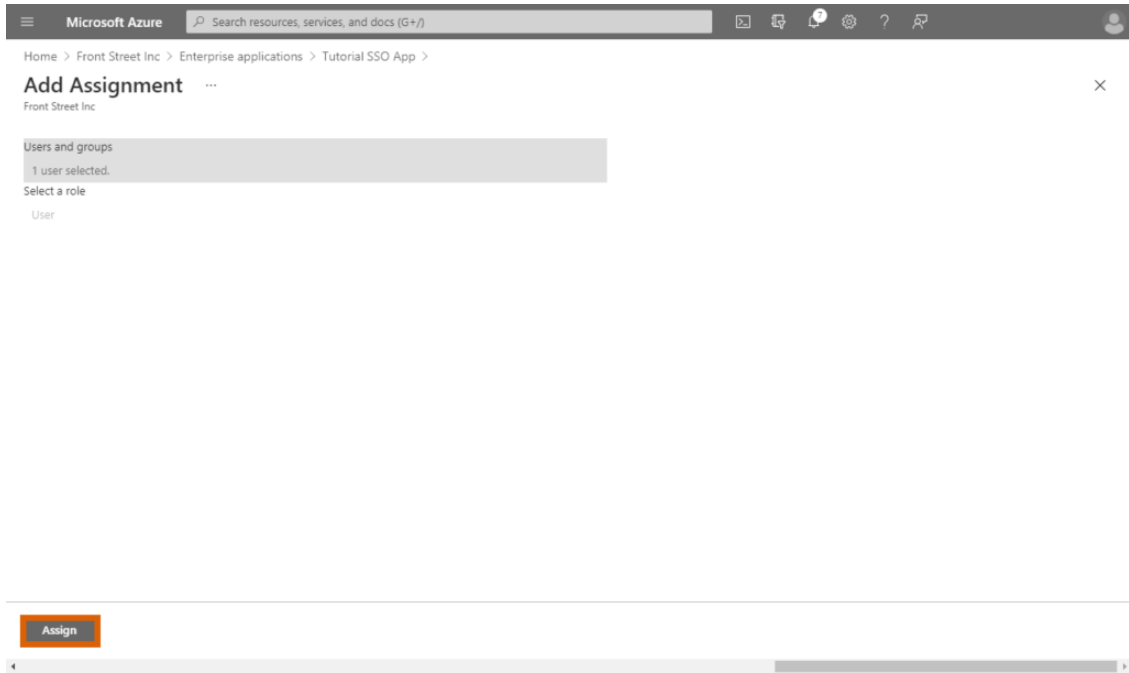 Microsoft Azure
Search resources, services, and docs (G+/)
7
?
Home > Front Street Inc > Enterprise applications > Tutorial SSO App >
Add Assignment ...
Front Street Inc
Users and groups
1 user selected.
Select a role
User
Assign